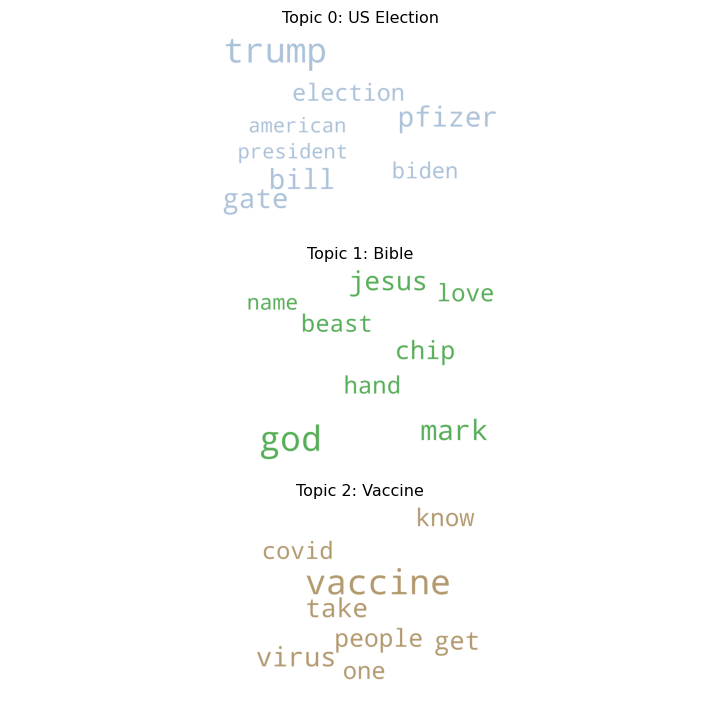 Topic 0: US Election
trump
election
pfizer
american
president
biden
bill
gate
Topic 1: Bible
jesus
love
name
beast
chip
hand
mark
god
Topic 2: Vaccine
know
covid
vaccine
take
people get
virus
one